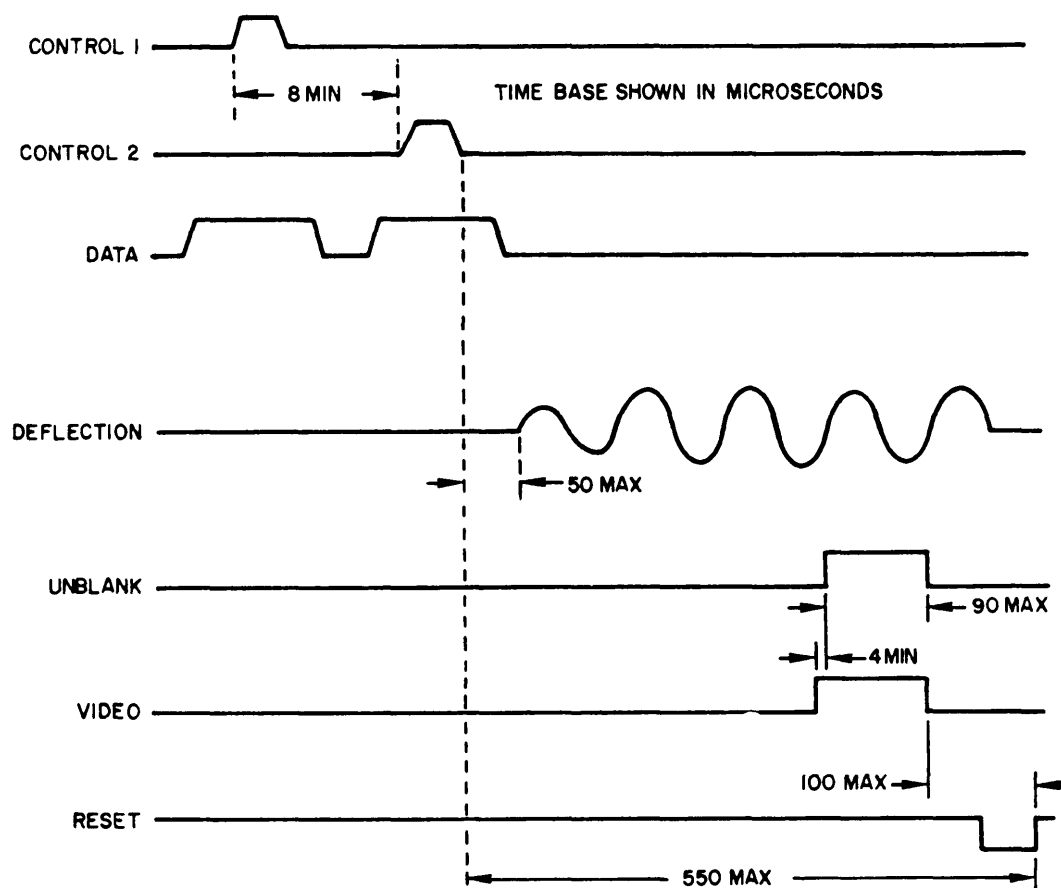 CONTROL 1
8 MIN
TIME BASE SHOWN IN MICROSECONDS
CONTROL 2
DATA
DEFLECTION
50 MAX
UNBLANK
90 MAX
4 MIN
VIDEO
100 MAX
RESET
550 MAX